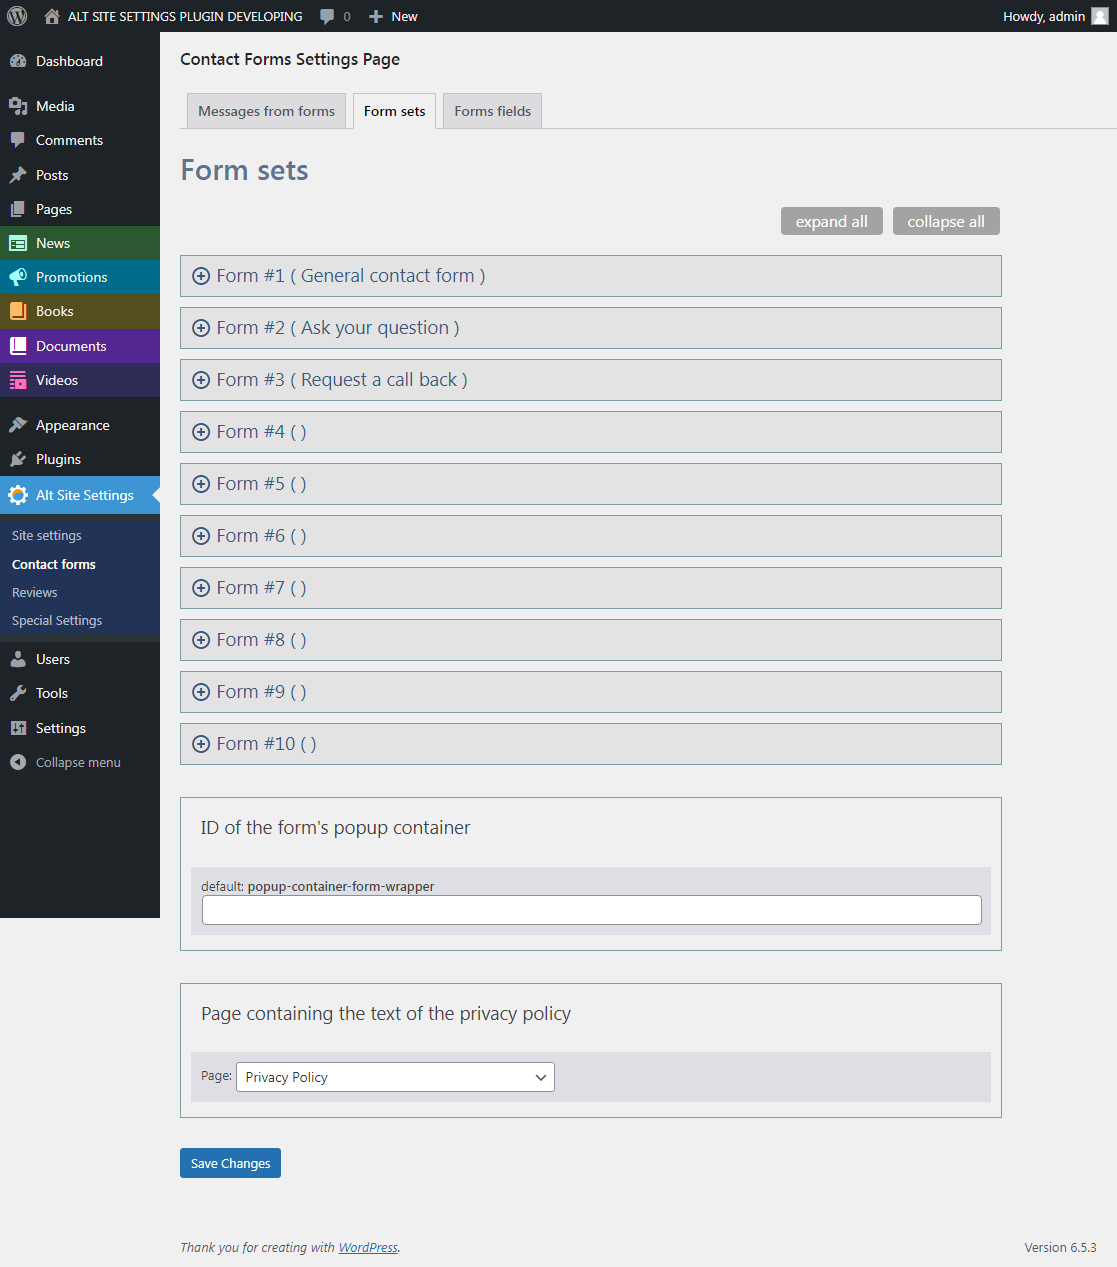 ALT SITE SETTINGS PLUGIN DEVELOPING 0 New Howdy, admin
Dashboard
Media
Comments
Posts
Pages
News
Promotions
Books
Documents
Videos
Appearance
Plugins
Alt Site Settings
Site settings
Contact forms
Reviews
Special Settings
Users
Tools
Settings
Collapse menu
Contact Forms Settings Page
Messages from forms Form sets Forms fields
Form sets
expand all collapse all
Form #1 ( General contact form )
Form #2 ( Ask your question )
Form #3 ( Request a call back )
Form #4 ( )
Form #5 ( )
Form #6 ( )
Form #7 ( )
Form #8 ( )
Form #9 ( )
Form #10 ( )
ID of the form's popup container
default: popup-container-form-wrapper
Page containing the text of the privacy policy
Page: Privacy Policy
Save Changes
Thank you for creating with WordPress. Version 6.5.3